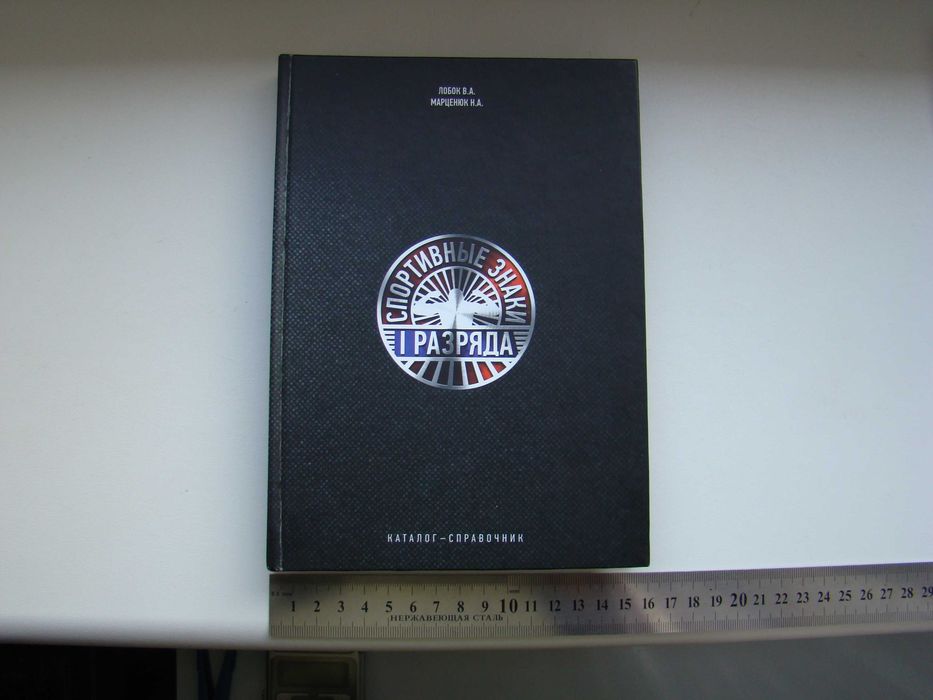 ЛОБОК В.А.
МАРЦЕНЮК Н.А.
СПОРТИВНЫЕ ЗНАКИ
I РАЗРЯДА
КАТАЛОГ – СПРАВОЧНИК
1 2 3 4 5 6 7 8 9 10 11 12 13 14 15 16 17 18 19 20 21 22 23 24 25 26 27 28 29
НЕРЖАВЕЮЩАЯ СТАЛЬ